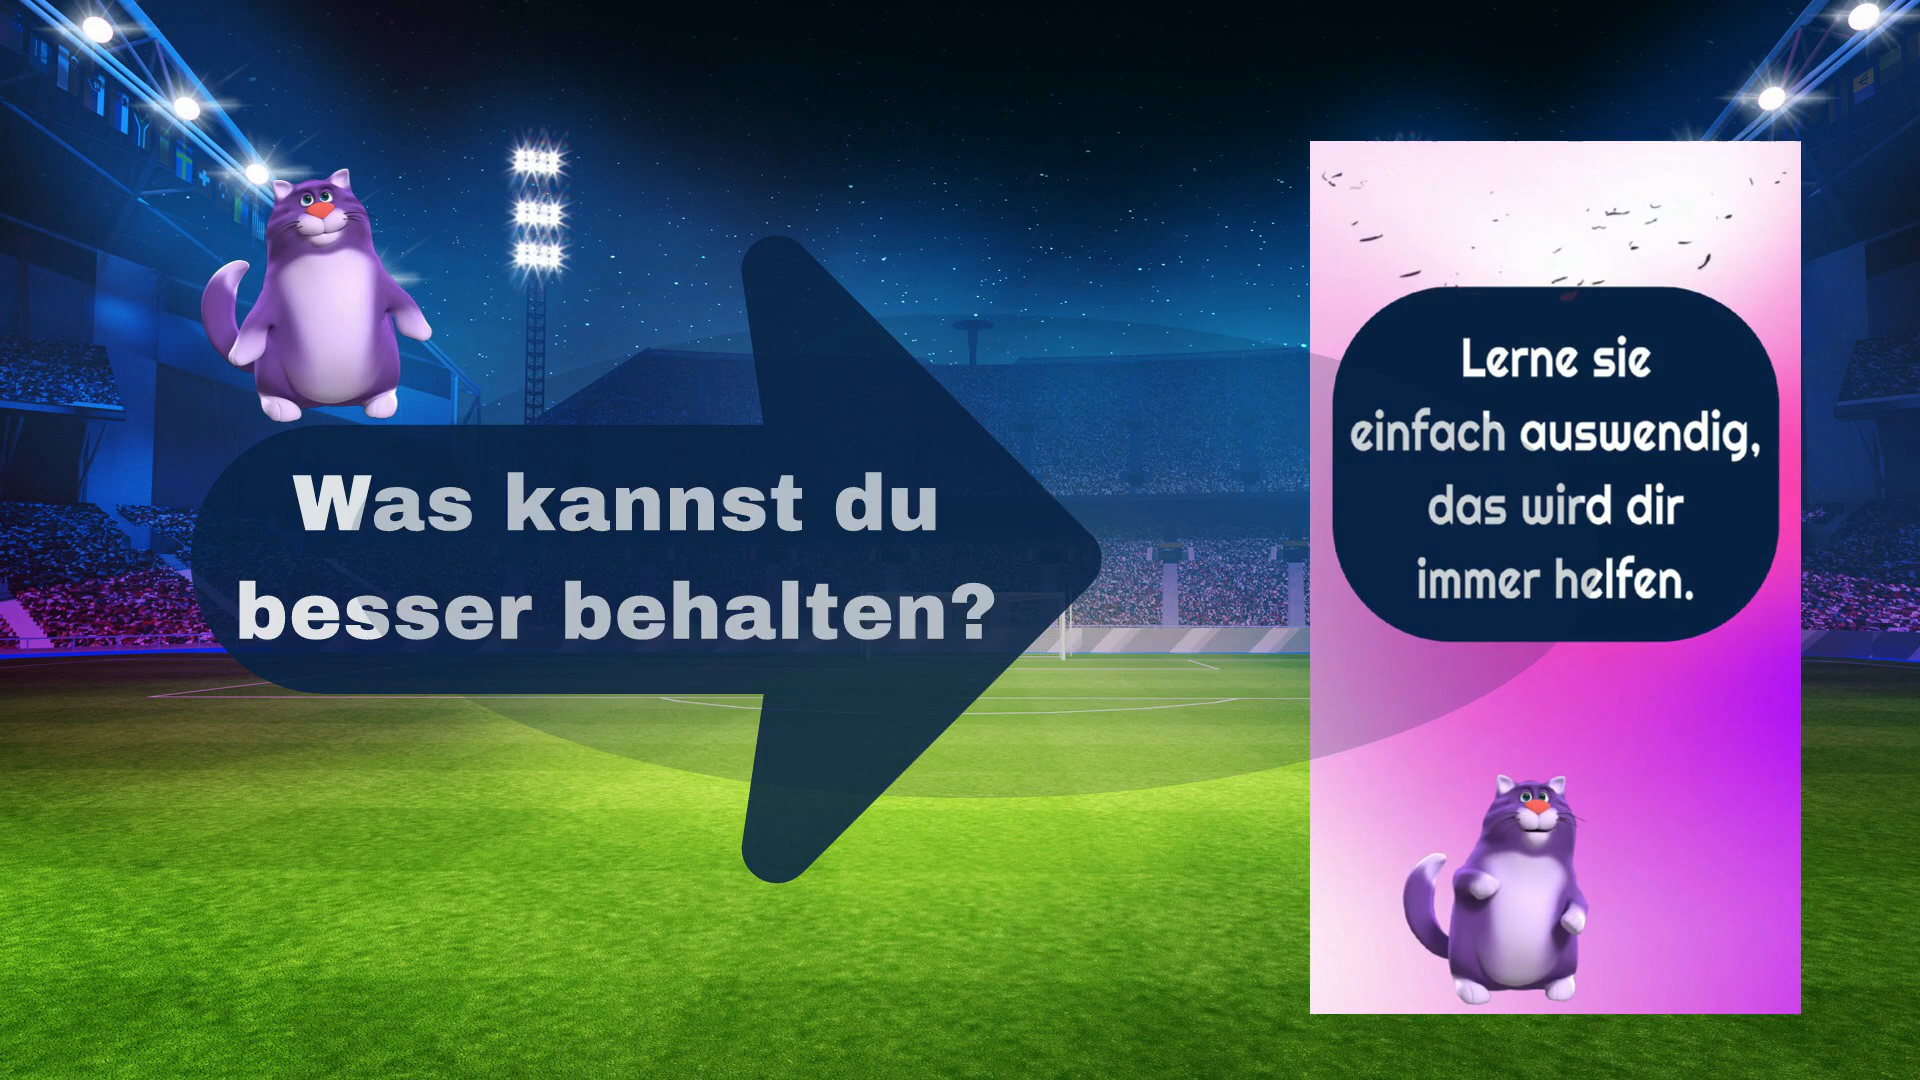 Was kannst du
besser behalten?
Lerne sie
einfach auswendig,
das wird dir
immer helfen.